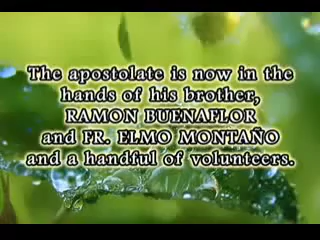 The apostolate is now in the
hands of his brother,
RAMON BUENAFLOR
and FR. ELMO MONTAÑO
and a handful of volunteers.